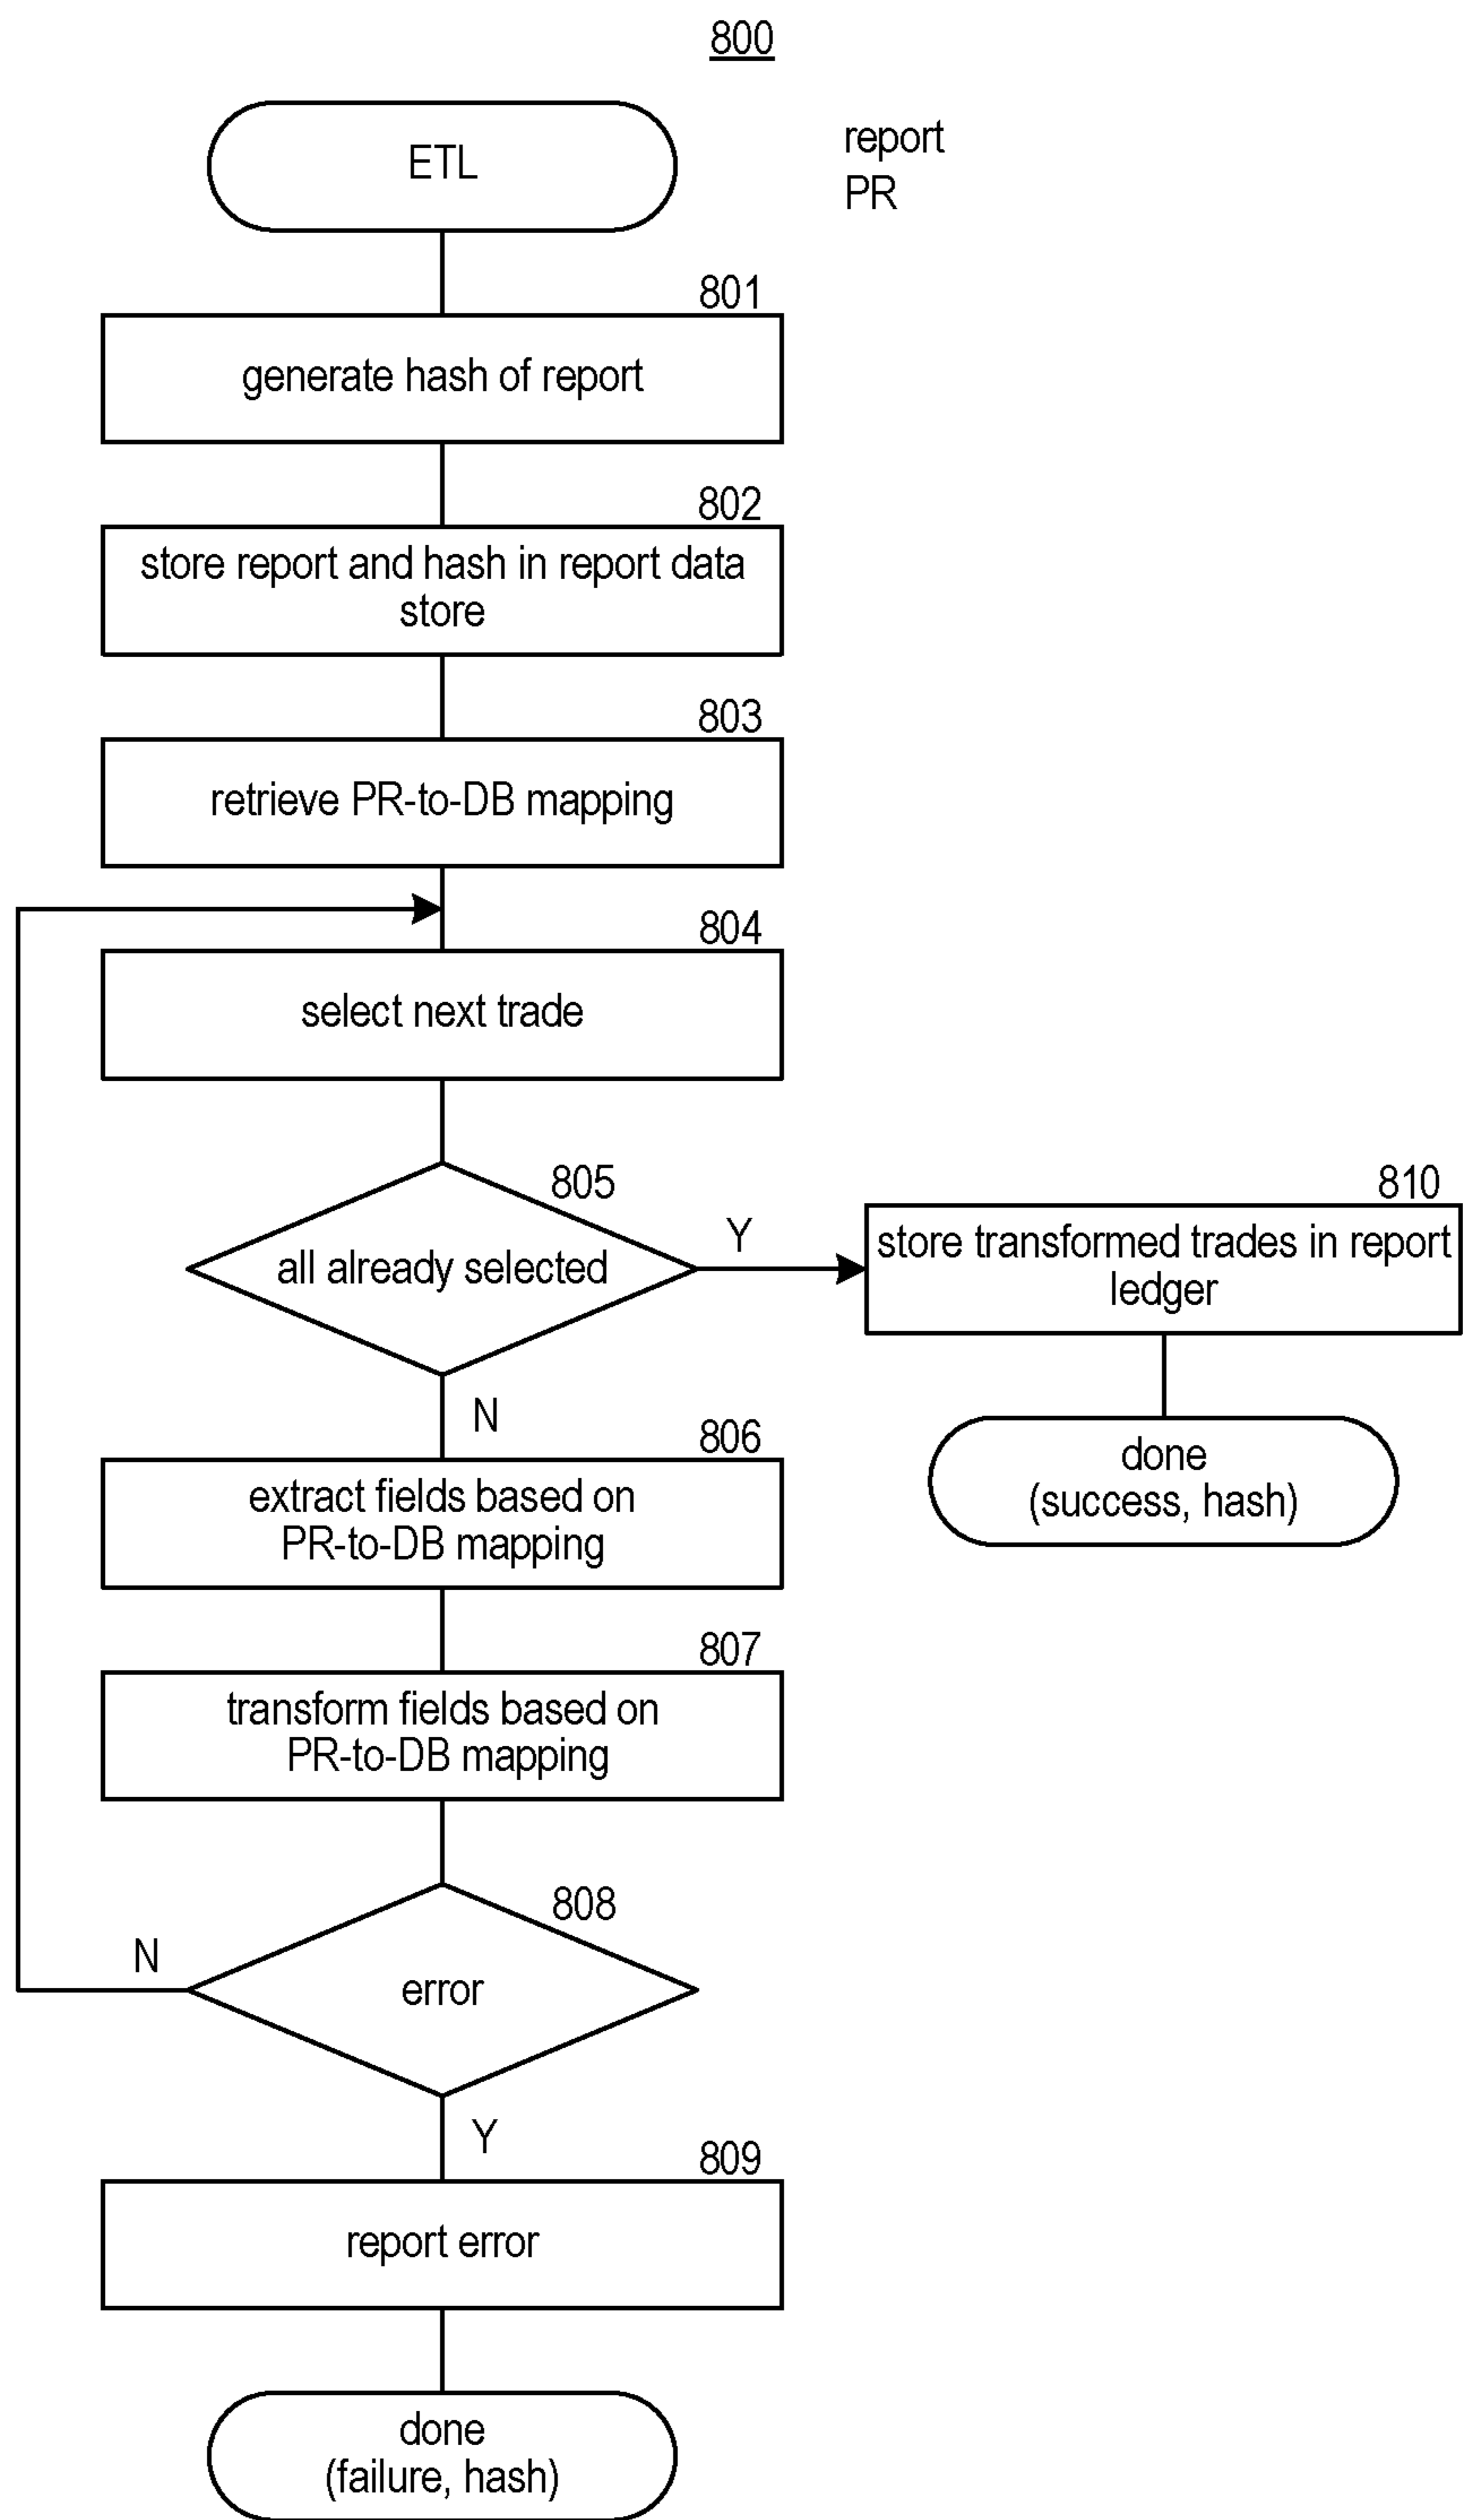 800
ETL
report
PR
801
generate hash of report
802
store report and hash in report data
store
803
retrieve PR-to-DB mapping
804
select next trade
805
all already selected
Y
810
store transformed trades in report
ledger
done
(success, hash)
N
806
extract fields based on
PR-to-DB mapping
807
transform fields based on
PR-to-DB mapping
808
error
N
Y
809
report error
done
(failure, hash)